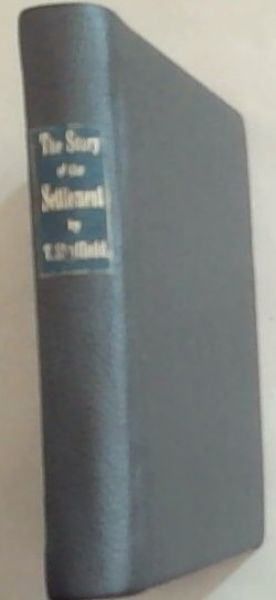 The Story
of the
Settlement
by
T. Sheffield.